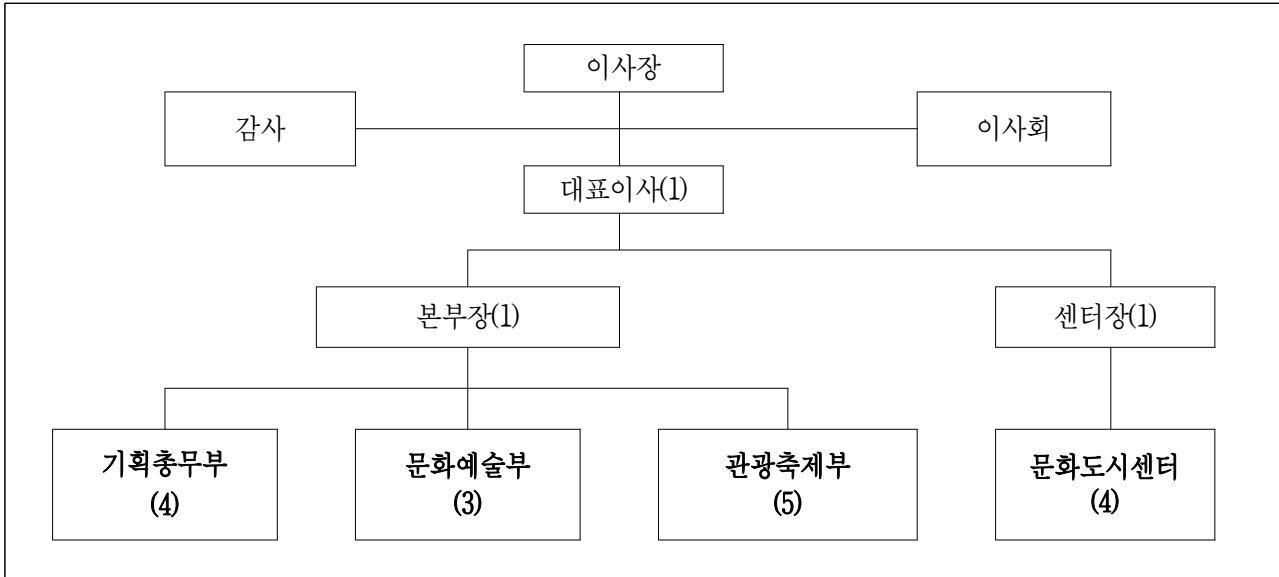 이사장
감사
이사회
대표이사(1)
본부장(1)
센터장(1)
기획총무부
(4)
문화예술부
(3)
관광축제부
(5)
문화도시센터
(4)